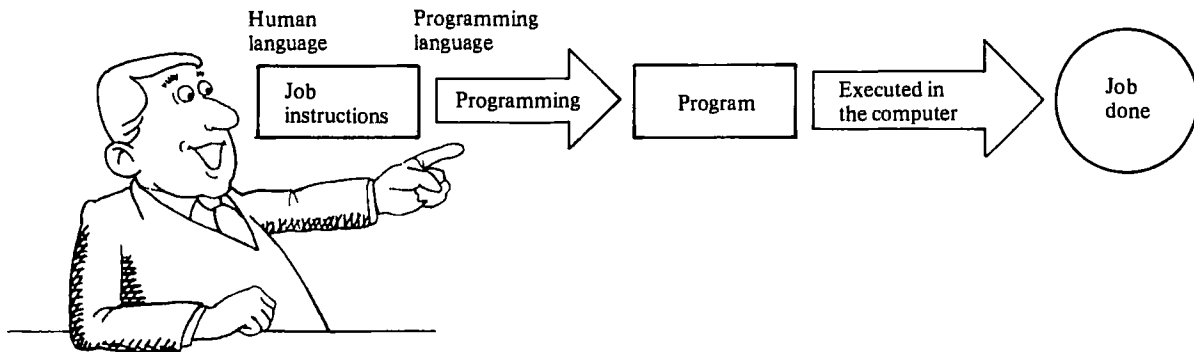 Human
language
Programming
language
Job
instructions
Programming
Program
Executed in
the computer
Job
done